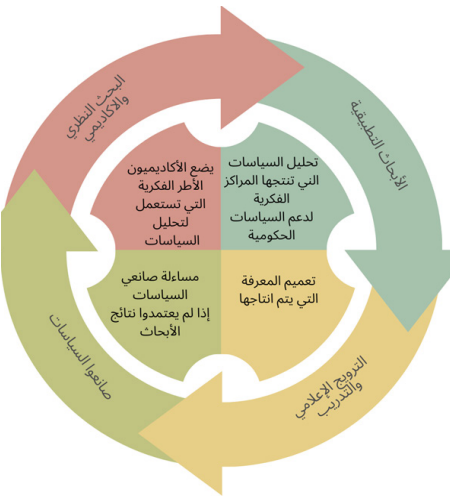 البحث النظري
والاكاديمي
الأبحاث التطبيقية
الترويج الإعلامي
والتدريب
صانعوا السياسات
يضع الأكاديميون
الأطر الفكرية
التي تستعمل
لتحليل
السياسات
تحليل السياسات
التي تنتجها المراكز
الفكرية
لدعم السياسات
الحكومية
تعميم المعرفة
التي يتم انتاجها
مساءلة صانعي
السياسات
إذا لم يعتمدوا نتائج
الأبحاث